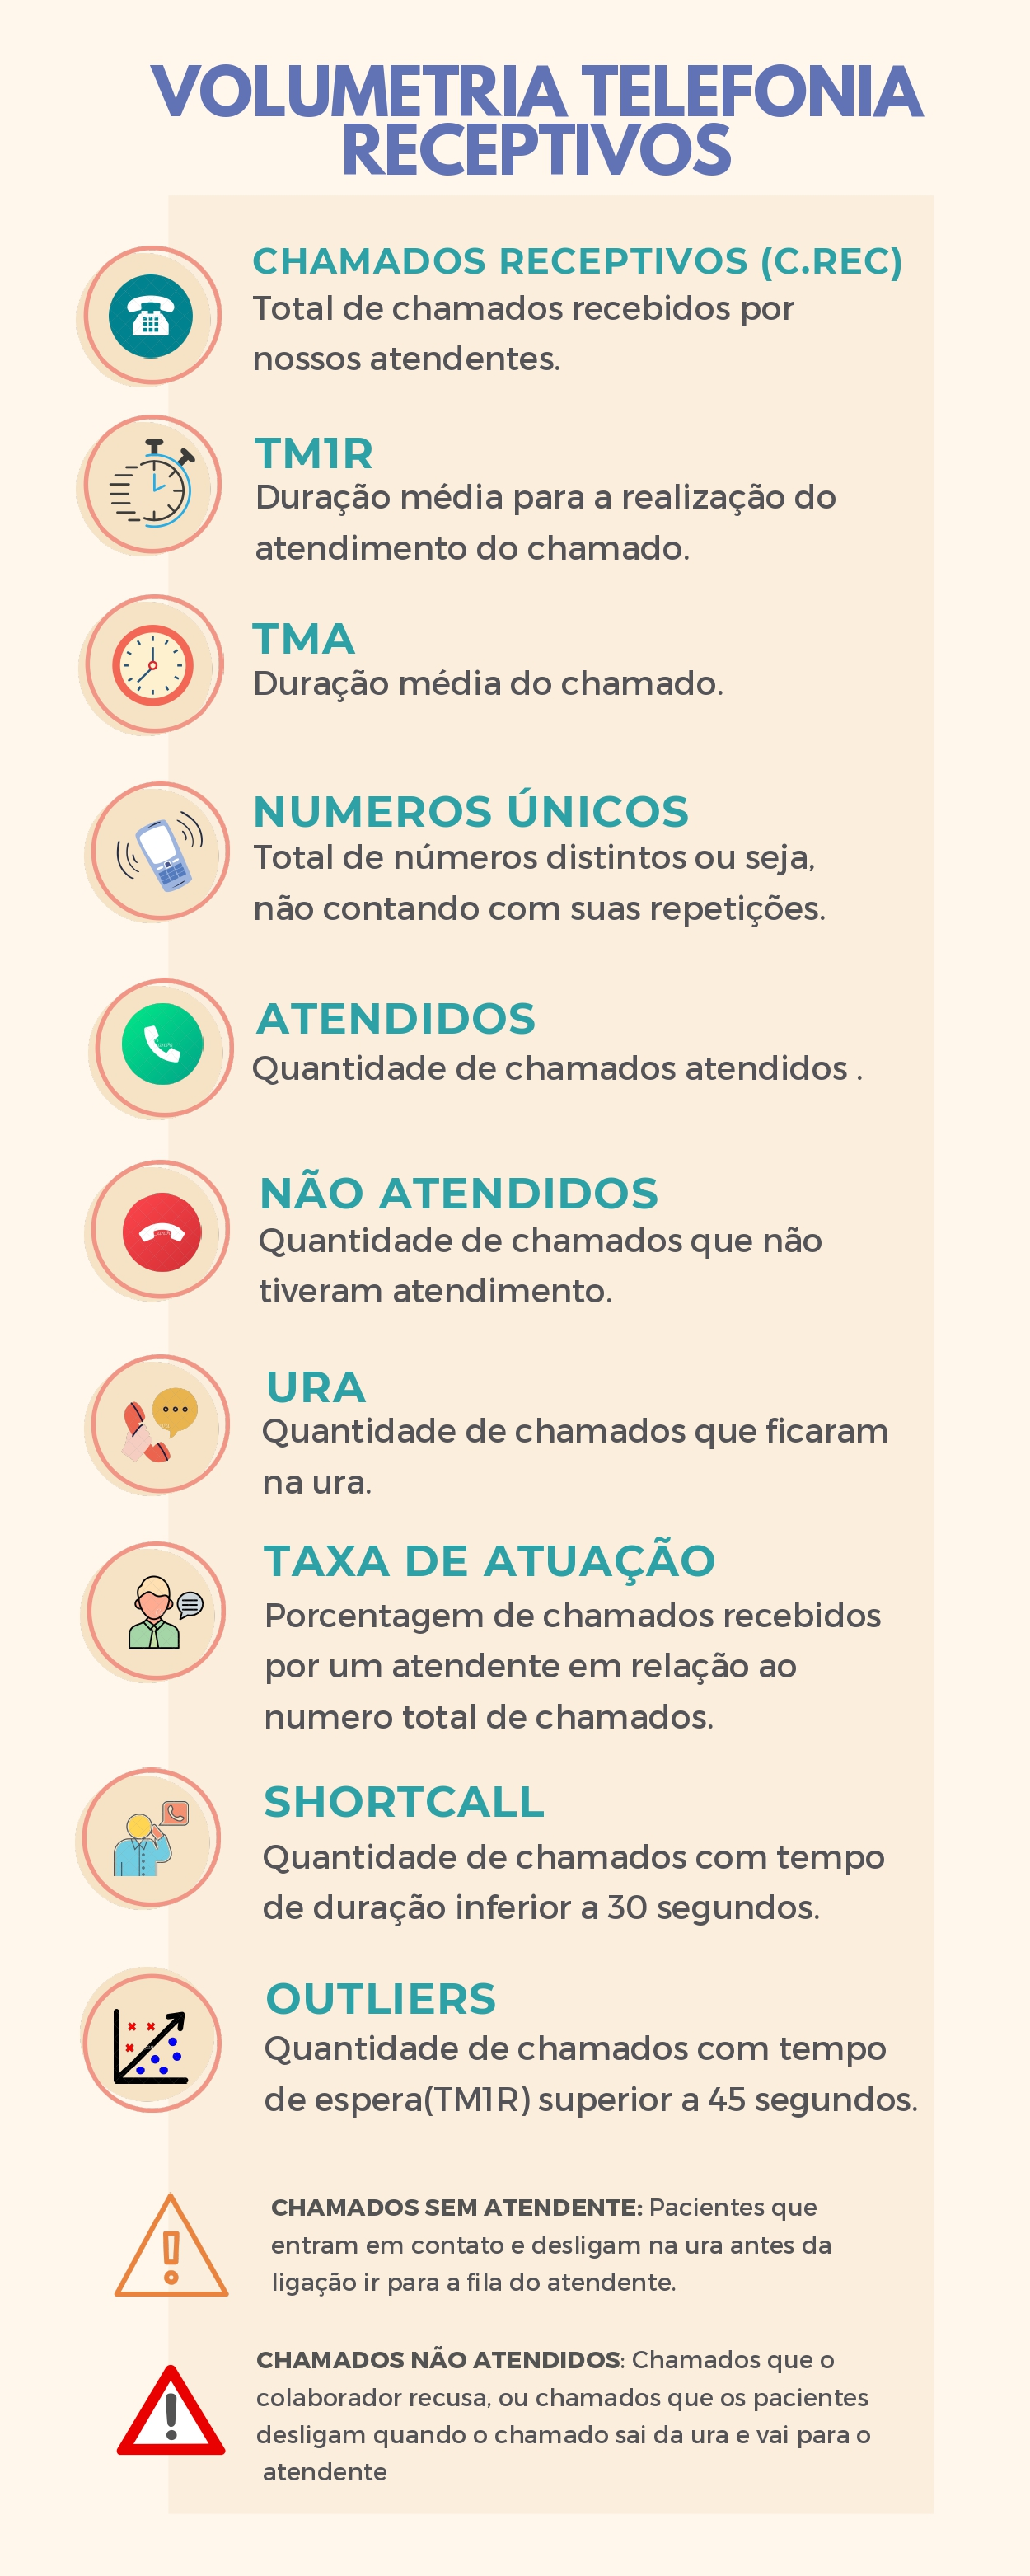 VOLUMETRIA TELEFONIA
RECEPTIVOS
CHAMADOS RECEPTIVOS (C.REC)
Total de chamados recebidos por
nossos atendentes.
TM1R
Duração média para a realização do
atendimento do chamado.
TMA
Duração média do chamado.
NUMEROS ÚNICOS
Total de números distintos ou seja,
não contando com suas repetições.
ATENDIDOS
Quantidade de chamados atendidos .
NÃO ATENDIDOS
Quantidade de chamados que não
tiveram atendimento.
URA
Quantidade de chamados que ficaram
na ura.
TAXA DE ATUAÇÃO
Porcentagem de chamados recebidos
por um atendente em relação ao
numero total de chamados.
SHORTCALL
Quantidade de chamados com tempo
de duração inferior a 30 segundos.
OUTLIERS
Quantidade de chamados com tempo
de espera(TM1R) superior a 45 segundos.
CHAMADOS SEM ATENDENTE: Pacientes que
entram em contato e desligam na ura antes da
ligação ir para a fila do atendente.
CHAMADOS NÃO ATENDIDOS: Chamados que o
colaborador recusa, ou chamados que os pacientes
desligam quando o chamado sai da ura e vai para o
atendente